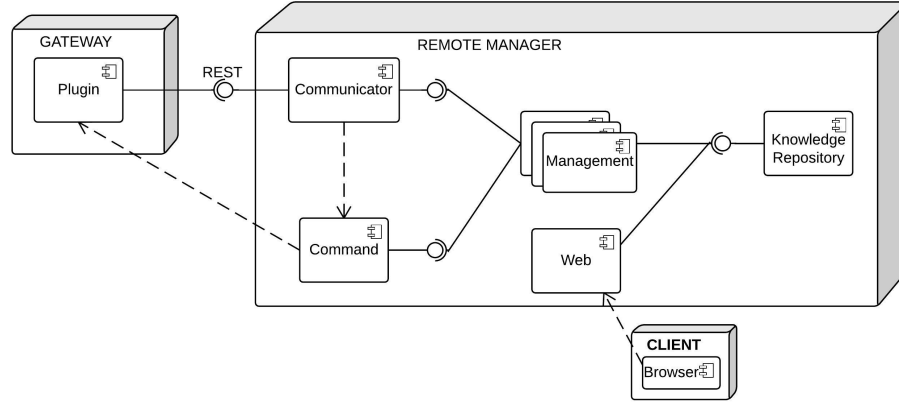 GATEWAY
REMOTE MANAGER
REST
Plugin
Communicator
Management
Knowledge
Repository
Command
Web
CLIENT
Browser